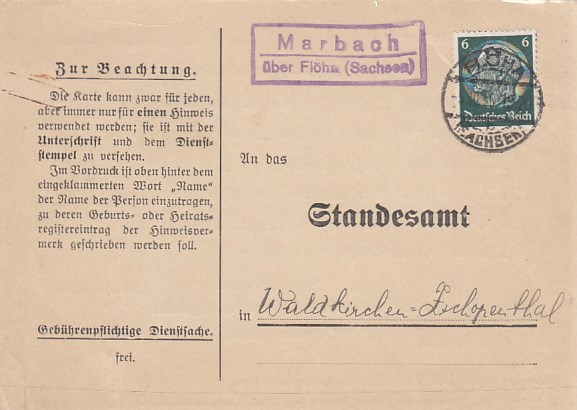 Marbach
über Flöha (Sachsen)
6 6
Deutsches Reich
FLÖHA
(SACHSEN)
Zur Beachtung.
Die Karte kann zwar für jeden,
aber immer nur für einen Hinweis
verwendet werden; sie ist mit der
Unterschrift und dem Dienst-
stempel zu versehen.
Im Vordruck ist oben hinter dem
eingeklammerten Wort „Name"
der Name der Person einzutragen,
zu deren Geburts- oder Heirats-
registereintrag der Hinweisver-
merk geschrieben werden soll.
Gebührenpflichtige Dienstsache.
frei.
An das
Standesamt
in Waldkirchen-Zschopenthal